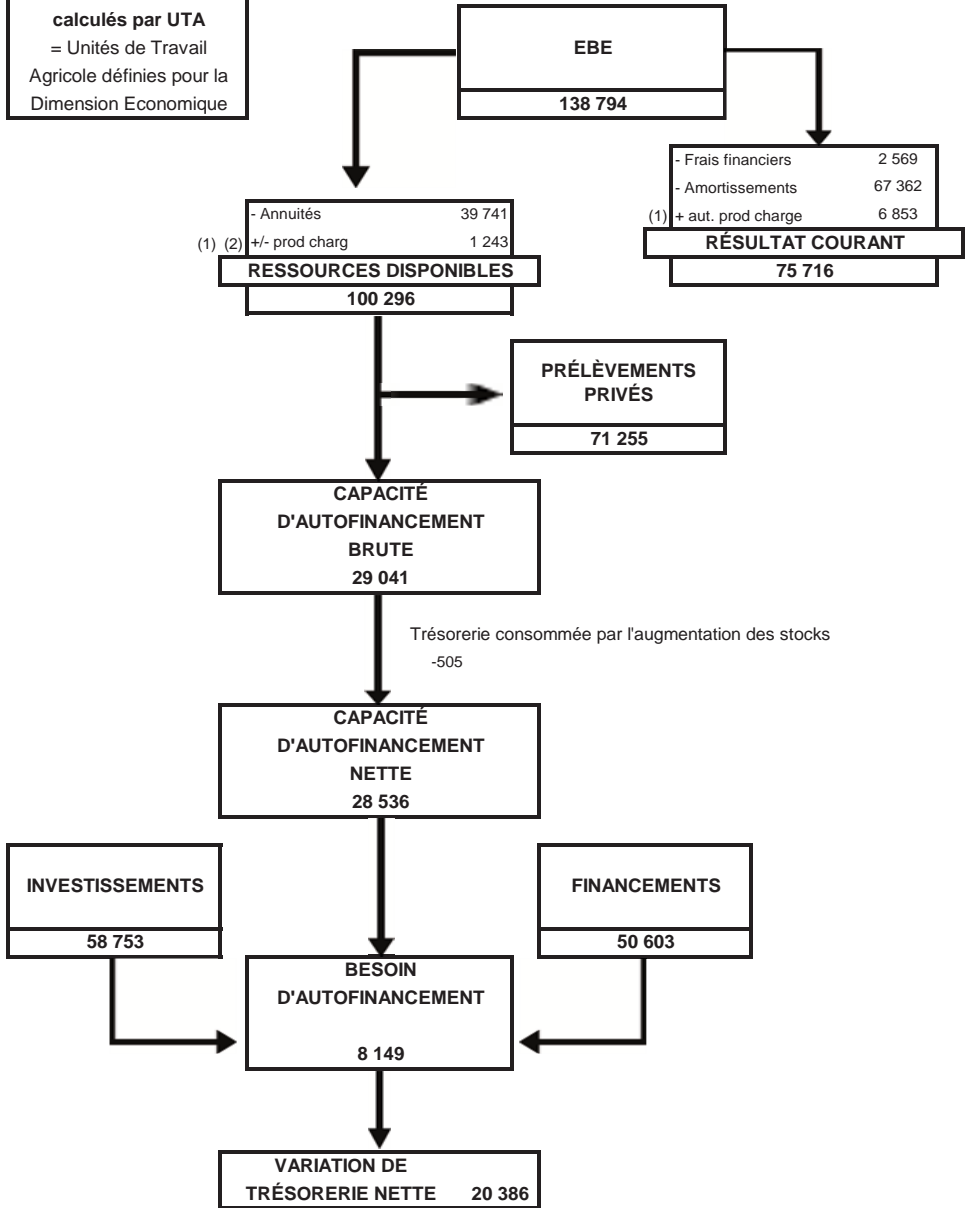 calculés par UTA
= Unités de Travail
Agricole définies pour la
Dimension Economique
EBE
138 794
- Frais financiers 2 569
- Amortissements 67 362
(1) + aut. prod charge 6 853
RÉSULTAT COURANT
75 716
- Annuités 39 741
(1) (2) +/- prod charg 1 243
RESSOURCES DISPONIBLES
100 296
PRÉLÈVEMENTS
PRIVÉS
71 255
CAPACITÉ
D'AUTOFINANCEMENT
BRUTE
29 041
Trésorerie consommée par l'augmentation des stocks
-505
CAPACITÉ
D'AUTOFINANCEMENT
NETTE
28 536
INVESTISSEMENTS
58 753
FINANCEMENTS
50 603
BESOIN
D'AUTOFINANCEMENT
8 149
VARIATION DE
TRÉSORERIE NETTE 20 386